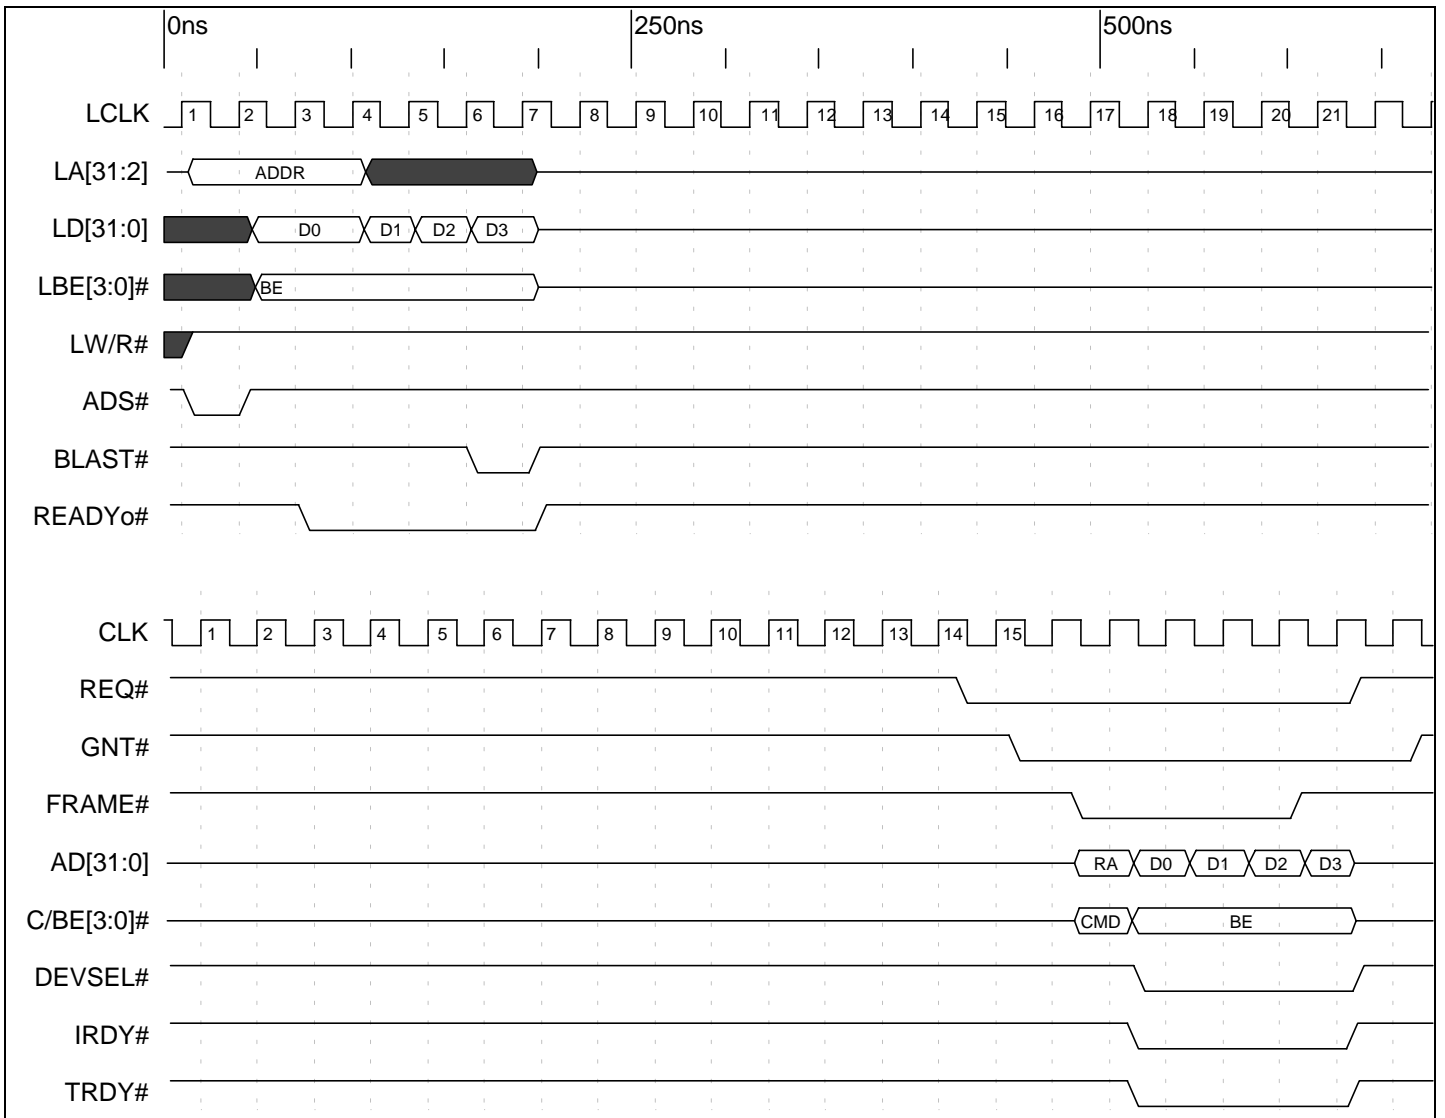 0ns 250ns 500ns
LCLK 1 2 3 4 5 6 7 8 9 10 11 12 13 14 15 16 17 18 19 20 21
LA[31:2] ADDR
LD[31:0] D0 D1 D2 D3
LBE[3:0]# BE
LW/R#
ADS#
BLAST#
READYo#
CLK 1 2 3 4 5 6 7 8 9 10 11 12 13 14 15
REQ#
GNT#
FRAME#
AD[31:0] RA D0 D1 D2 D3
C/BE[3:0]# CMD BE
DEVSEL#
IRDY#
TRDY#